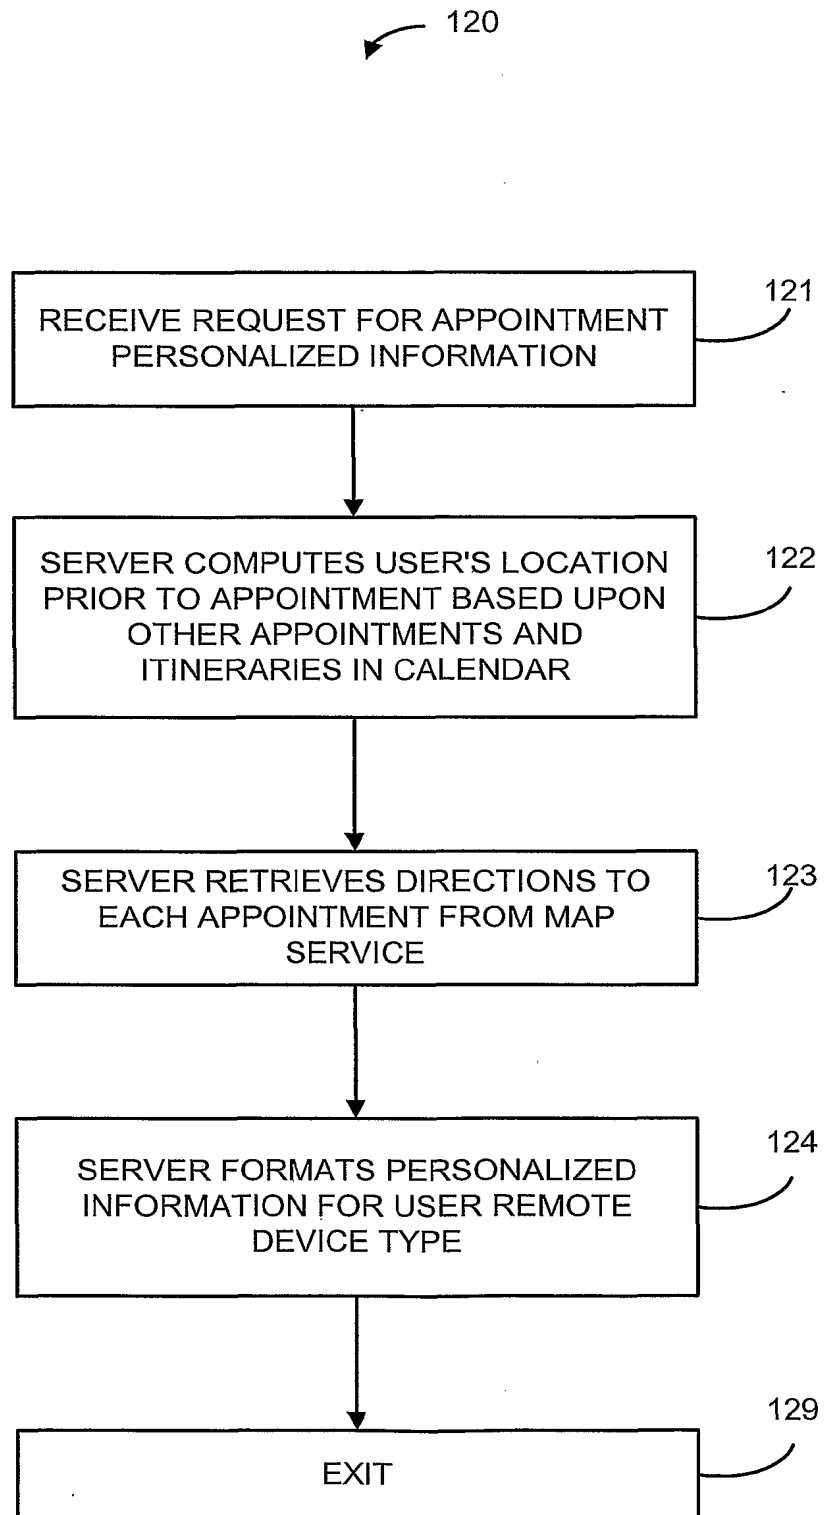 120
RECEIVE REQUEST FOR APPOINTMENT
PERSONALIZED INFORMATION
121
SERVER COMPUTES USER'S LOCATION
PRIOR TO APPOINTMENT BASED UPON
OTHER APPOINTMENTS AND
ITINERARIES IN CALENDAR
122
SERVER RETRIEVES DIRECTIONS TO
EACH APPOINTMENT FROM MAP
SERVICE
123
SERVER FORMATS PERSONALIZED
INFORMATION FOR USER REMOTE
DEVICE TYPE
124
EXIT
129